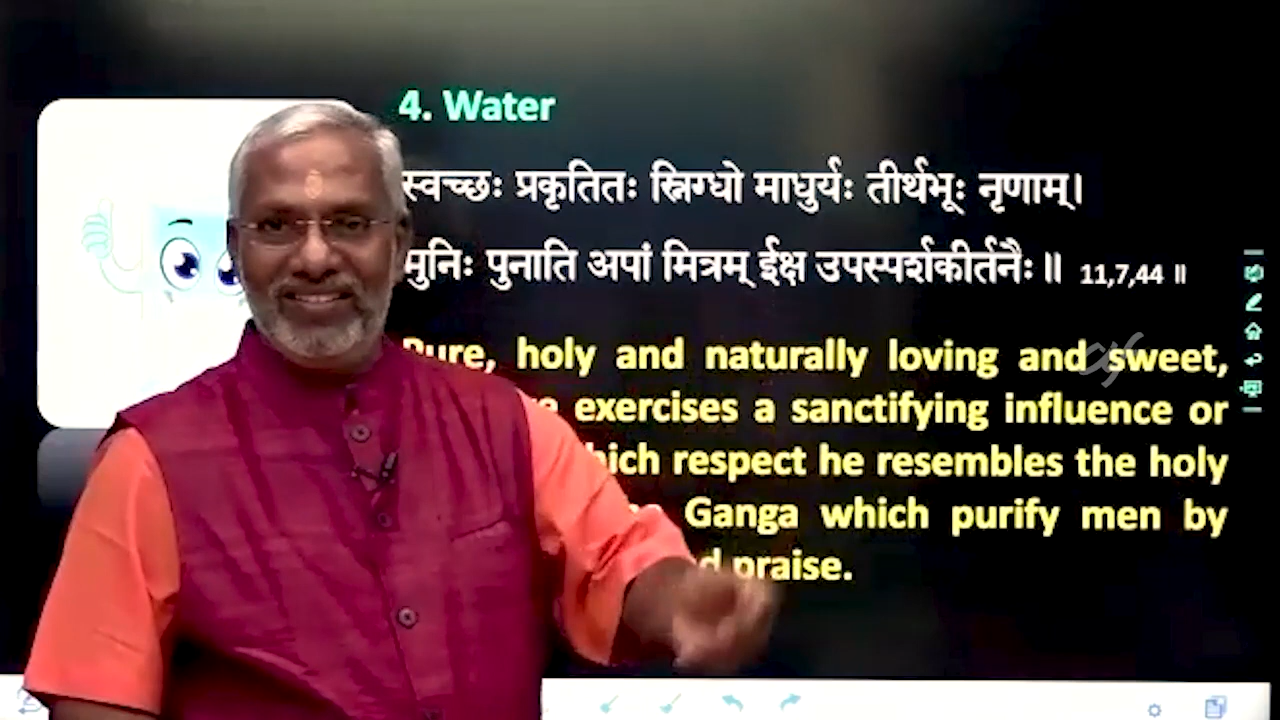 4. Water
स्वच्छः प्रकृतितः स्निग्धो माधुर्यः तीर्थभूः नृणाम्।
मुनिः पुनाति अपां मित्रम् ईक्ष उपस्पर्शकीर्तनैः॥ 11,7,44 ॥
Pure, holy and naturally loving and sweet,
exercises a sanctifying influence or
which respect he resembles the holy
Ganga which purify men by
praise.